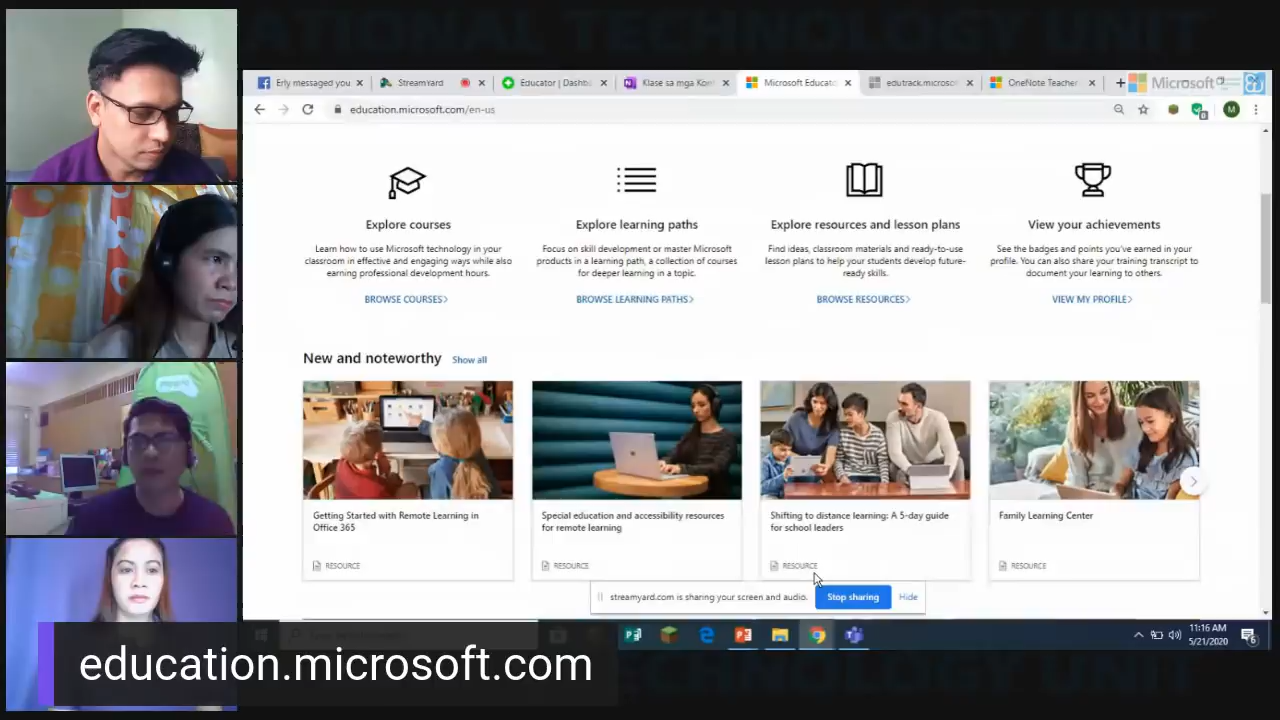 ATIONAL TECHNOLOGY UNIT
Erly messaged you
StreamYard
Educator | Dashb
Klase sa mga Kom
Microsoft Educato
edutrack.microsof
OneNote Teacher
Microsoft
education.microsoft.com/en-us
M
Explore courses
Explore learning paths
Explore resources and lesson plans
View your achievements
Learn how to use Microsoft technology in your
classroom in effective and engaging ways while also
earning professional development hours.
Focus on skill development or master Microsoft
products in a learning path, a collection of courses
for deeper learning in a topic.
Find ideas, classroom materials and ready-to-use
lesson plans to help your students develop future-
ready skills.
See the badges and points you've earned in your
profile. You can also share your training transcript to
document your learning to others.
BROWSE COURSES>
BROWSE LEARNING PATHS>
BROWSE RESOURCES>
VIEW MY PROFILE>
New and noteworthy Show all
Getting Started with Remote Learning in
Office 365
RESOURCE
Special education and accessibility resources
for remote learning
RESOURCE
Shifting to distance learning: A 5-day guide
for school leaders
RESOURCE
Family Learning Center
RESOURCE
streamyard.com is sharing your screen and audio.
Stop sharing
Hide
11:16 AM
5/21/2020
education.microsoft.com
TECHNOLOGY UNIT